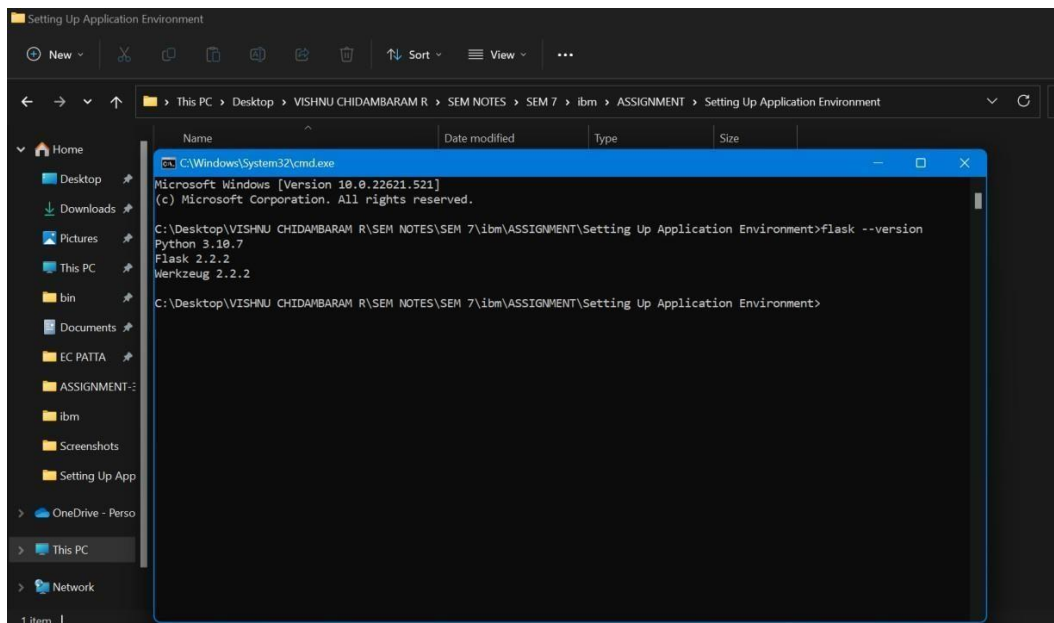 Setting Up Application Environment
New
Sort
View
This PC > Desktop > VISHNU CHIDAMBARAM R > SEM NOTES > SEM 7 > ibm > ASSIGNMENT > Setting Up Application Environment
Name Date modified Type Size
Home
Desktop
Downloads
Pictures
This PC
bin
Documents
EC PATTA
ASSIGNMENT-3
ibm
Screenshots
Setting Up App
OneDrive - Perso
This PC
Network
1 item
C:\Windows\System32\cmd.exe
Microsoft Windows [Version 10.0.22621.521]
(c) Microsoft Corporation. All rights reserved.
C:\Desktop\VISHNU CHIDAMBARAM R\SEM NOTES\SEM 7\ibm\ASSIGNMENT\Setting Up Application Environment>flask --version
Python 3.10.7
Flask 2.2.2
Werkzeug 2.2.2
C:\Desktop\VISHNU CHIDAMBARAM R\SEM NOTES\SEM 7\ibm\ASSIGNMENT\Setting Up Application Environment>